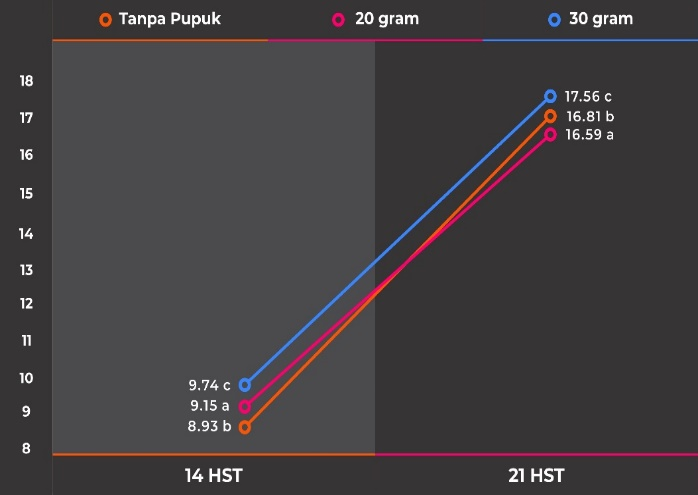 Tanpa Pupuk 20 gram 30 gram
18
17.56 c
17
16.81 b
16.59 a
16
15
14
13
12
11
10
9.74 c
9.15 a
9
8.93 b
8
14 HST 21 HST